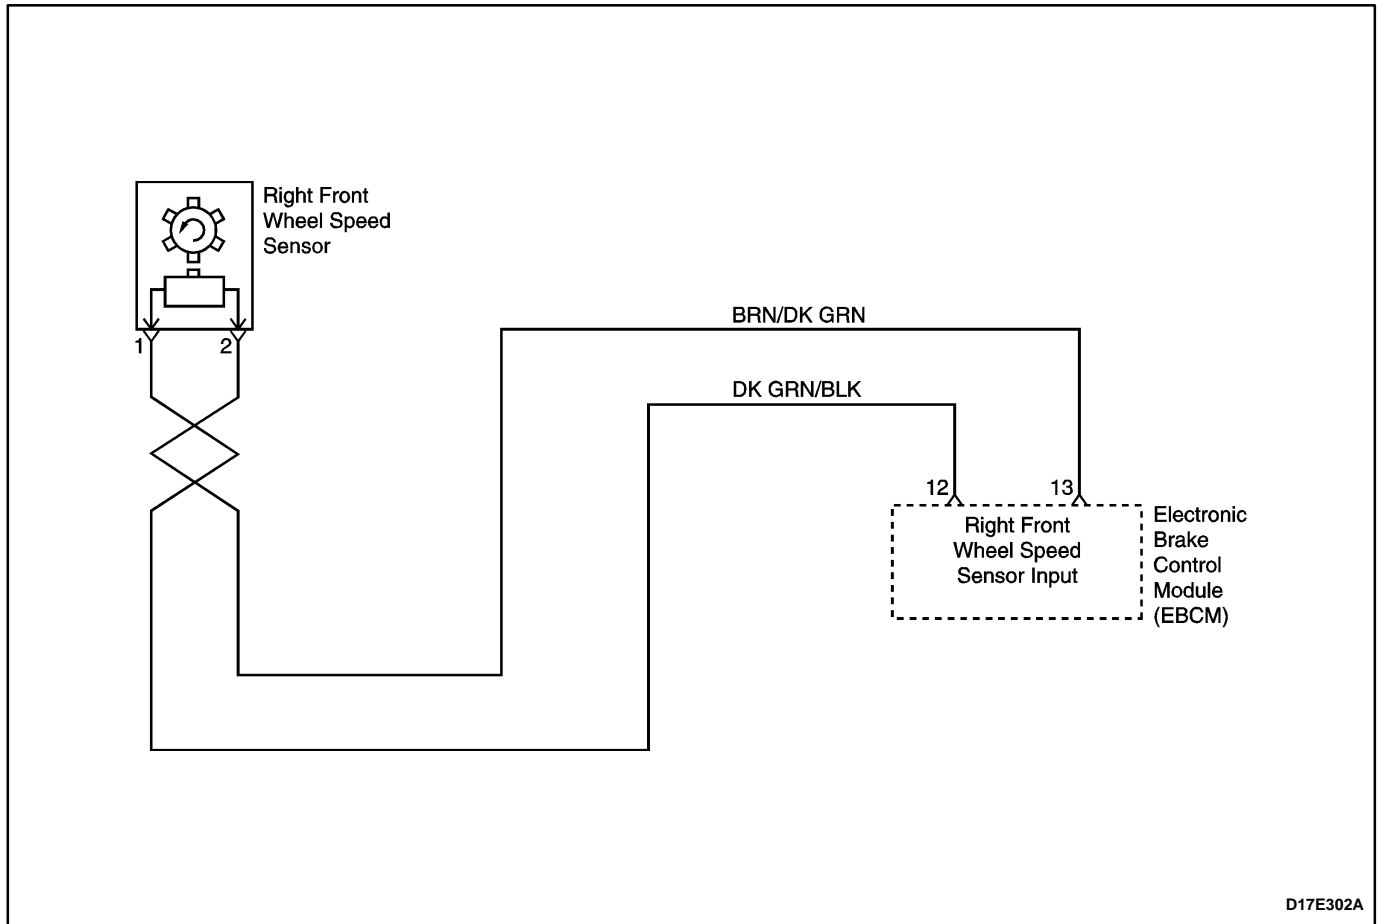 Right Front
Wheel Speed
Sensor
1
2
BRN/DK GRN
DK GRN/BLK
12
13
Right Front
Wheel Speed
Sensor Input
Electronic
Brake
Control
Module
(EBCM)
D17E302A